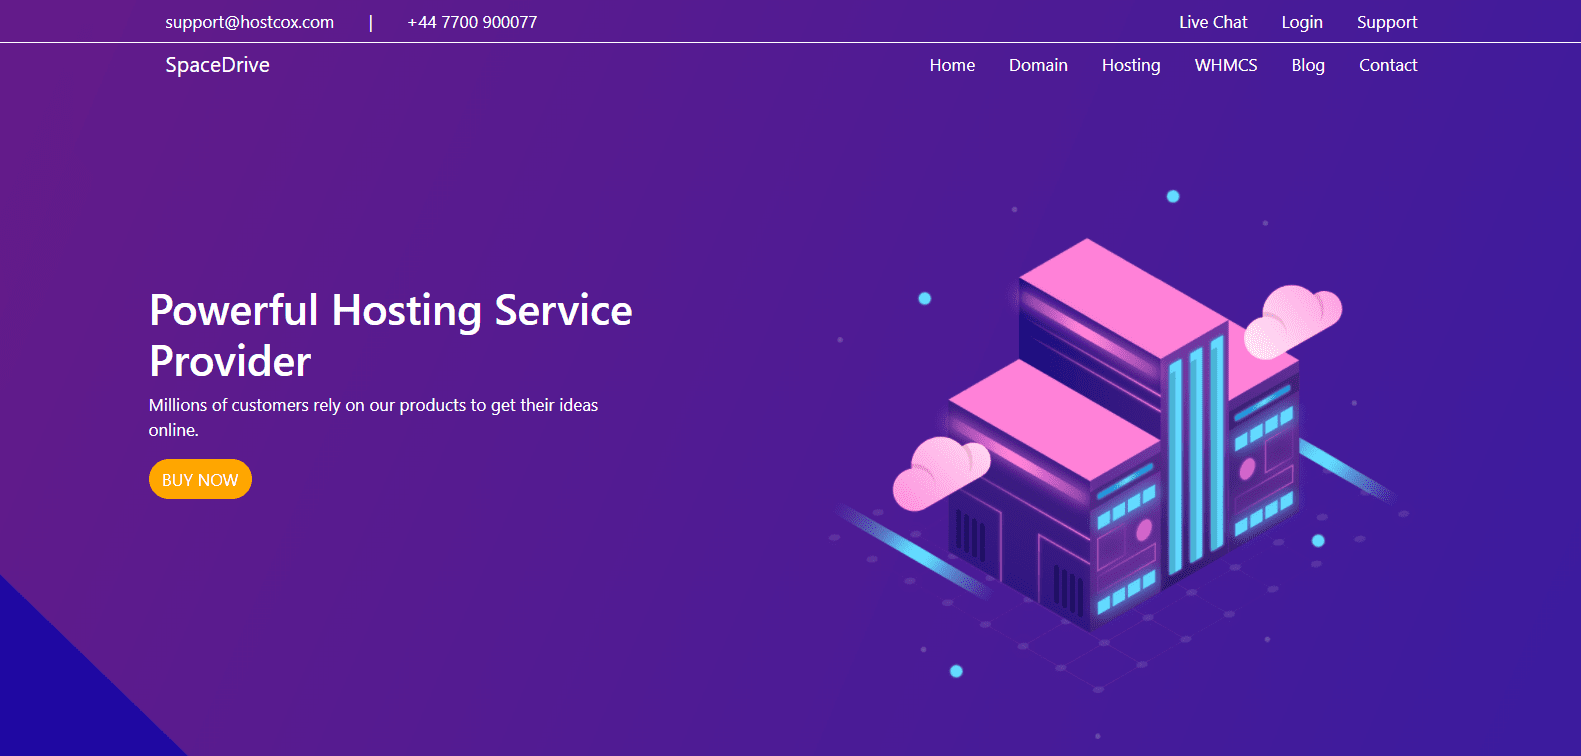 support@hostcox.com | +44 7700 900077 Live Chat Login Support
SpaceDrive Home Domain Hosting WHMCS Blog Contact
Powerful Hosting Service
Provider
Millions of customers rely on our products to get their ideas
online.
BUY NOW